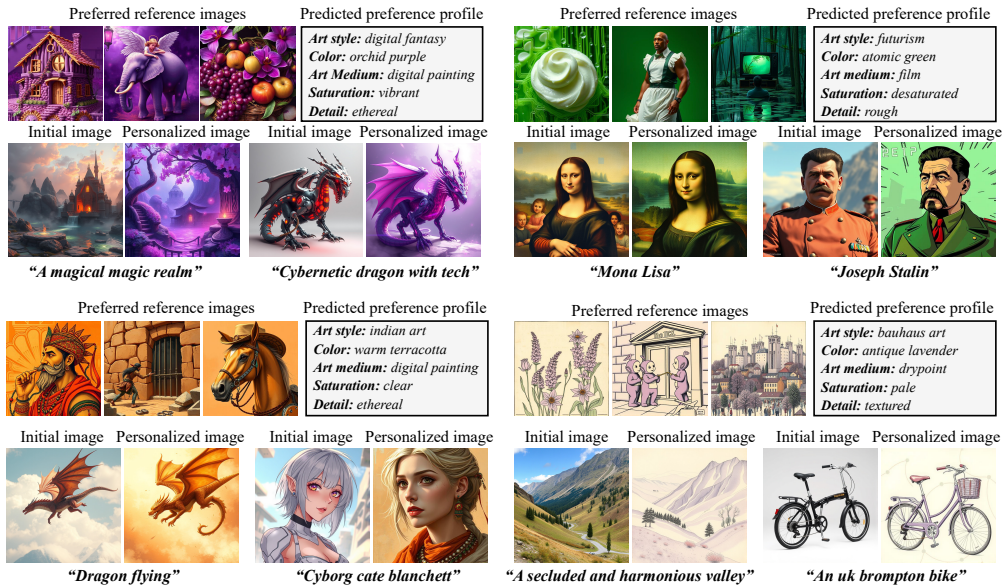 Preferred reference images
Predicted preference profile
Art style: digital fantasy
Color: orchid purple
Art Medium: digital painting
Saturation: vibrant
Detail: ethereal
Initial image
Personalized image
Initial image
Personalized image
“A magical magic realm”
“Cybernetic dragon with tech”
Preferred reference images
Predicted preference profile
Art style: futurism
Color: atomic green
Art medium: film
Saturation: desaturated
Detail: rough
Initial image
Personalized image
Initial image
Personalized image
“Mona Lisa”
“Joseph Stalin”
Preferred reference images
Predicted preference profile
Art style: indian art
Color: warm terracotta
Art medium: digital painting
Saturation: clear
Detail: ethereal
Initial image
Personalized image
Initial image
Personalized image
“Dragon flying”
“Cyborg cate blanchett”
Preferred reference images
Predicted preference profile
Art style: bauhaus art
Color: antique lavender
Art medium: drypoint
Saturation: pale
Detail: textured
Initial image
Personalized image
Initial image
Personalized image
“A secluded and harmonious valley”
“An uk brompton bike”